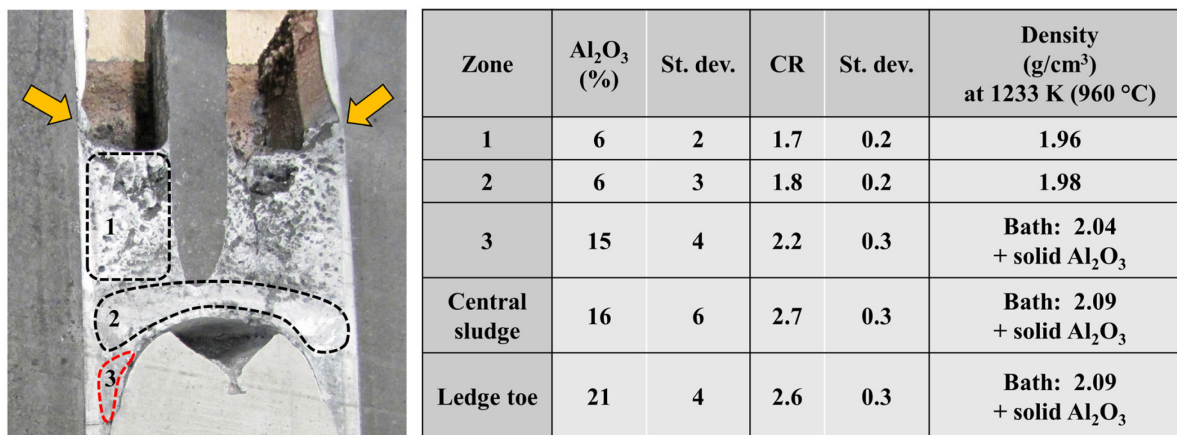 1
2
3
Zone Al₂O₃ (%) St. dev. CR St. dev. Density (g/cm³) at 1233 K (960 °C)
1 6 2 1.7 0.2 1.96
2 6 3 1.8 0.2 1.98
3 15 4 2.2 0.3 Bath: 2.04 + solid Al₂O₃
Central sludge 16 6 2.7 0.3 Bath: 2.09 + solid Al₂O₃
Ledge toe 21 4 2.6 0.3 Bath: 2.09 + solid Al₂O₃